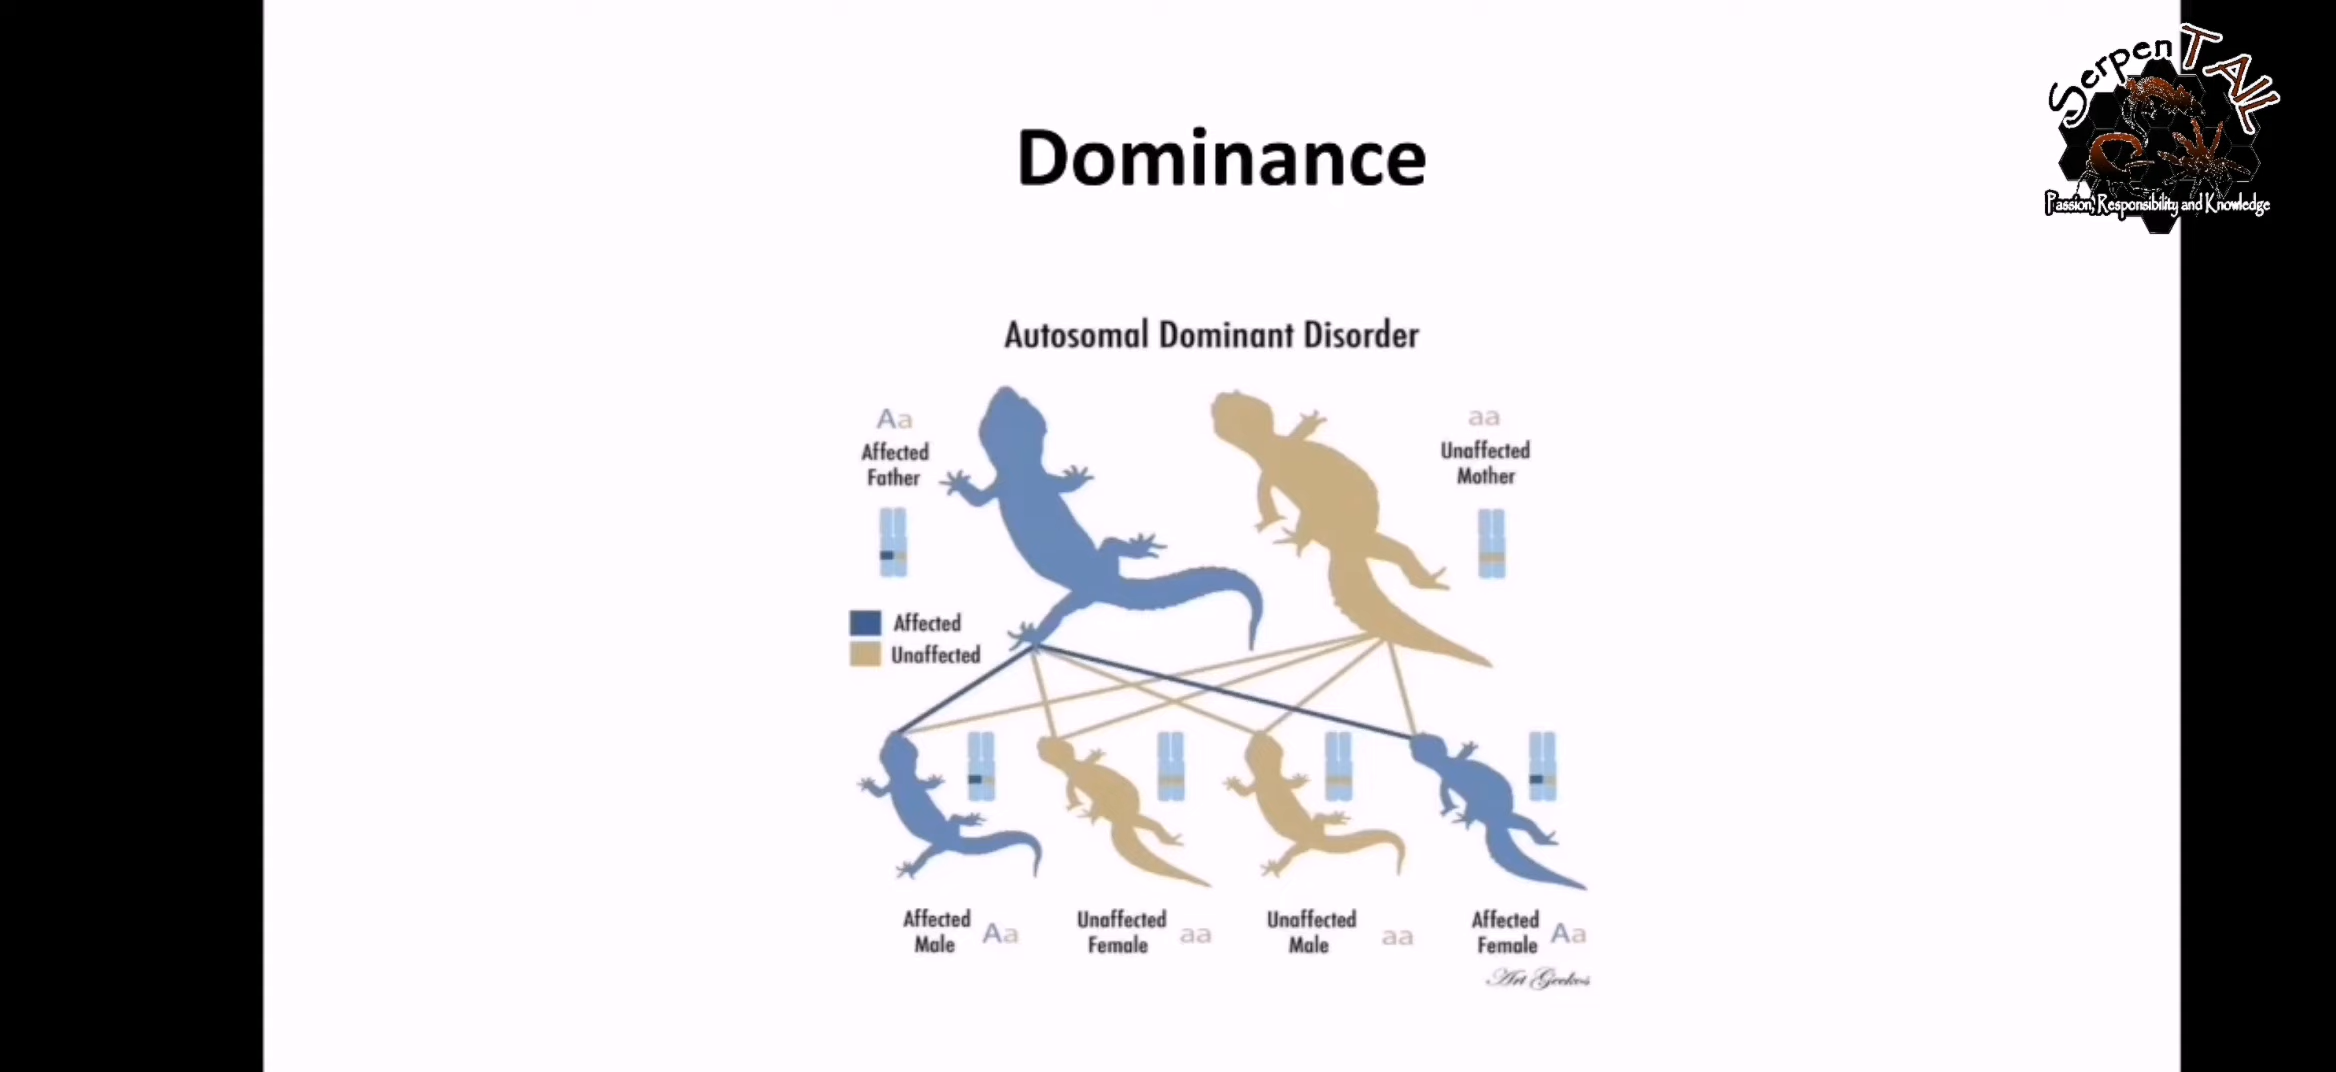 SerpenTAIL
Passion, Responsibility and Knowledge
Dominance
Autosomal Dominant Disorder
Aa
Affected
Father
aa
Unaffected
Mother
Affected
Unaffected
Affected
Male
Aa
Unaffected
Female
aa
Unaffected
Male
aa
Affected
Female
Aa
Art Geckos